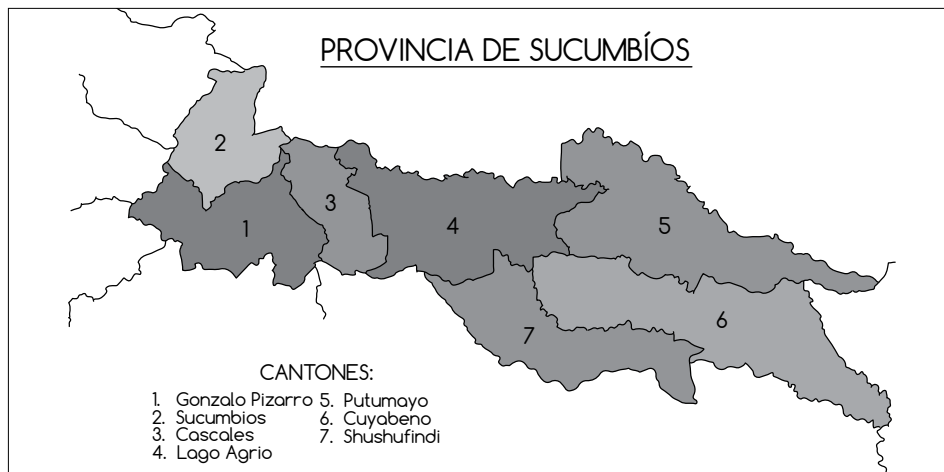 PROVINCIA DE SUCUMBÍOS
2
3
1
4
5
6
7
CANTONES:
1. Gonzalo Pizarro
2. Sucumbios
3. Cascales
4. Lago Agrio
5. Putumayo
6. Cuyabeno
7. Shushufindi